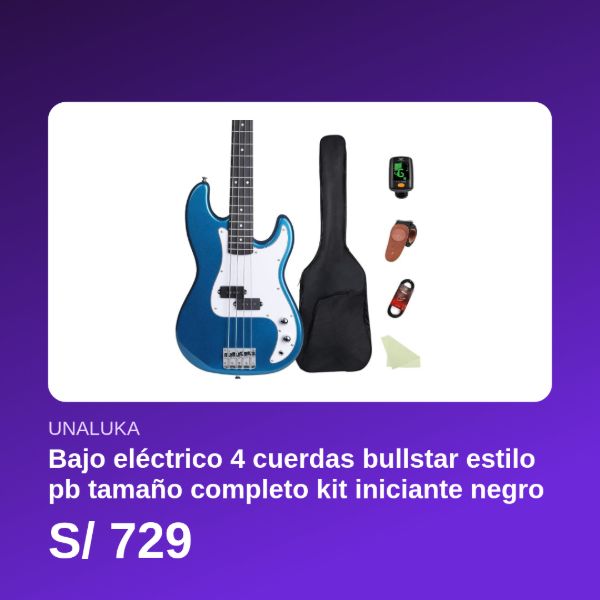 UNALUKA
Bajo eléctrico 4 cuerdas bullstar estilo
pb tamaño completo kit iniciante negro
S/ 729